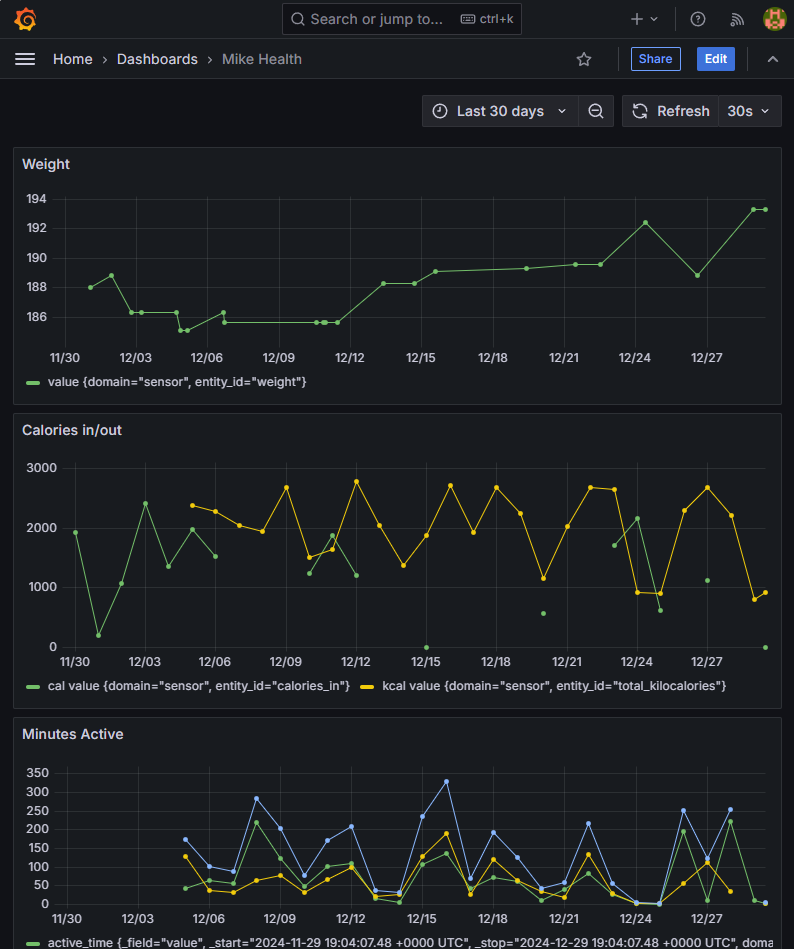 Search or jump to... ctrl+k
Home › Dashboards › Mike Health Share Edit
Last 30 days Refresh 30s
Weight
194
192
190
188
186
11/30 12/03 12/06 12/09 12/12 12/15 12/18 12/21 12/24 12/27
value {domain="sensor", entity_id="weight"}
Calories in/out
3000
2000
1000
0
11/30 12/03 12/06 12/09 12/12 12/15 12/18 12/21 12/24 12/27
cal value {domain="sensor", entity_id="calories_in"} kcal value {domain="sensor", entity_id="total_kilocalories"}
Minutes Active
350
300
250
200
150
100
50
0
11/30 12/03 12/06 12/09 12/12 12/15 12/18 12/21 12/24 12/27
active_time {_field="value", _start="2024-11-29 19:04:07.48 +0000 UTC", _stop="2024-12-29 19:04:07.48 +0000 UTC", doma